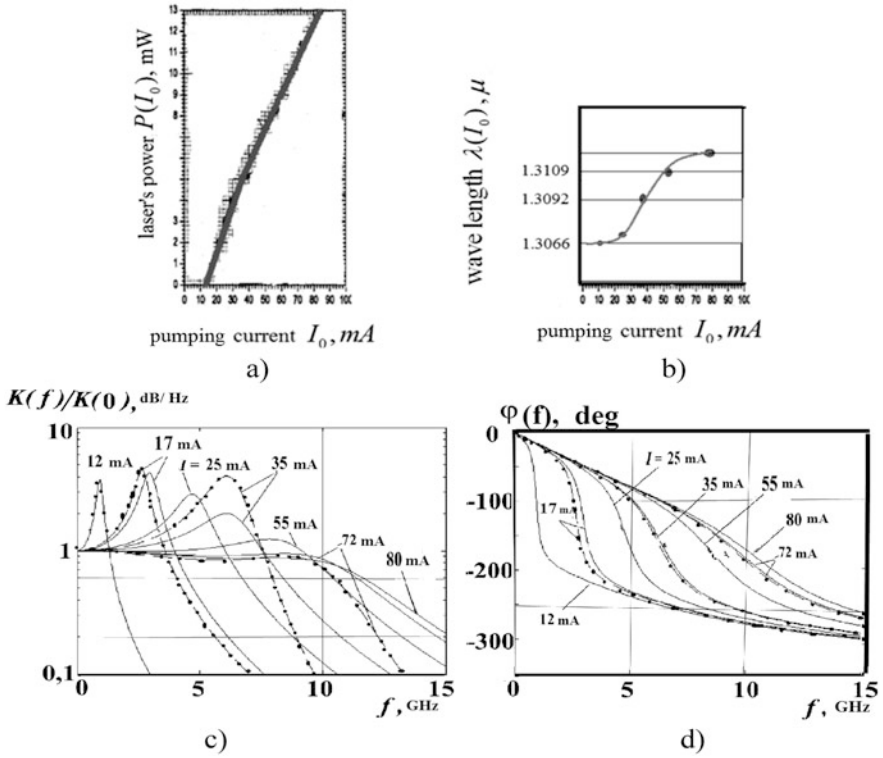 laser's power P(I₀), mW
13
12
11
10
9
8
3
2
1
0
0 10 20 30 40 50 60 70 80 90 100
pumping current I₀, mA
a)
wave length λ(I₀), μ
1.3109
1.3092
1.3066
0 10 20 30 40 50 60 70 80 90
pumping current I₀, mA
b)
K(f)/K(0), dB/Hz
10
1
0,1
12 mA
17 mA
I = 25 mA
35 mA
55 mA
72 mA
80 mA
0 5 10 15
f, GHz
c)
φ(f), deg
0
-100
-200
-300
I = 25 mA
35 mA
55 mA
17 mA
80 mA
72 mA
12 mA
0 5 10 15
f, GHz
d)